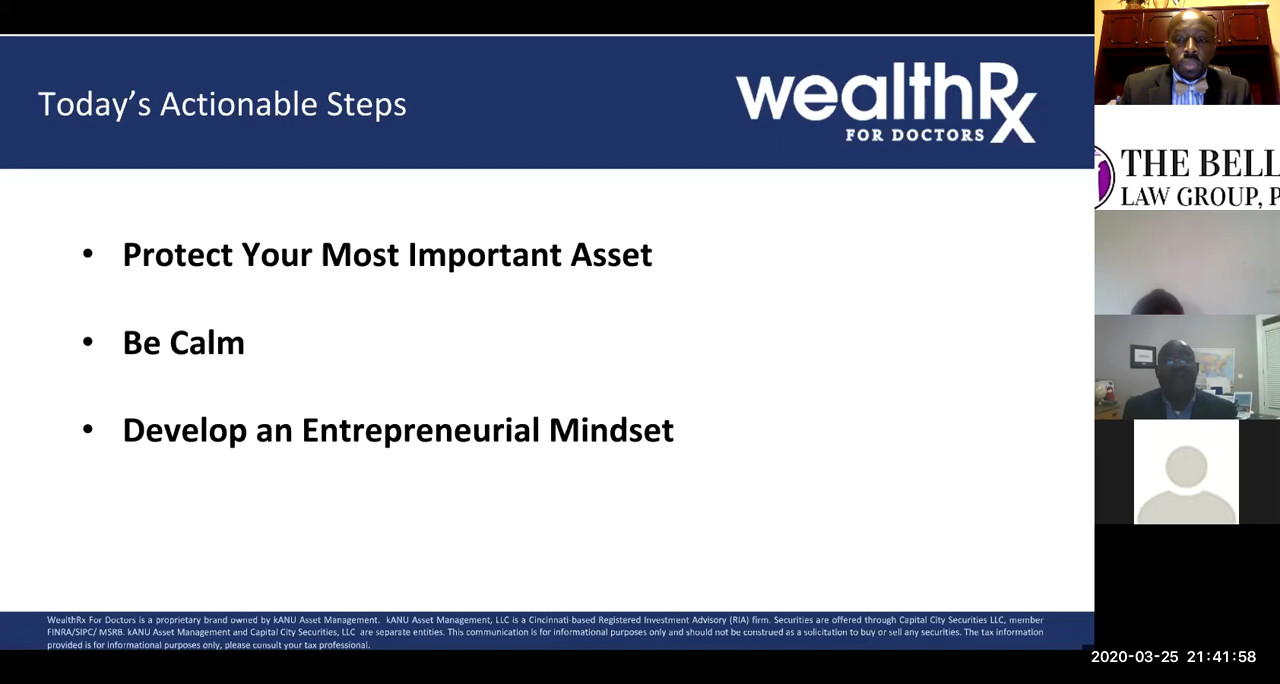 Today's Actionable Steps
wealthRx
FOR DOCTORS
THE BELL
LAW GROUP, P
• Protect Your Most Important Asset
• Be Calm
• Develop an Entrepreneurial Mindset
WealthRx For Doctors is a proprietary brand owned by kANU Asset Management. kANU Asset Management, LLC is a Cincinnati-based Registered Investment Advisory (RIA) firm. Securities are offered through Capital City Securities LLC, member
FINRA/SIPC/ MSRB. kANU Asset Management and Capital City Securities, LLC are separate entities. This communication is for informational purposes only and should not be construed as a solicitation to buy or sell any securities. The tax information
provided is for informational purposes only, please consult your tax professional.
2020-03-25 21:41:58